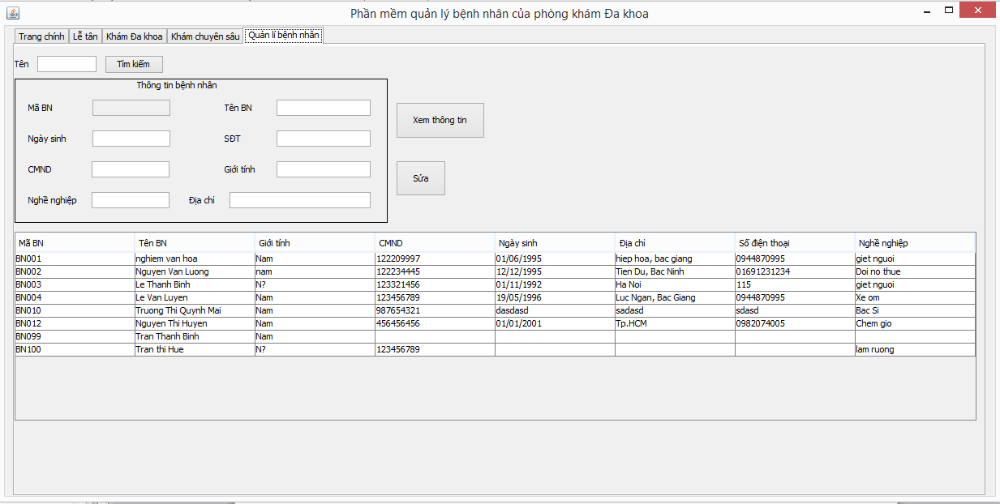 Phần mềm quản lý bệnh nhân của phòng khám Đa khoa
Trang chính Lễ tân Khám Đa khoa Khám chuyên sâu Quản lí bệnh nhân
Tên Tìm kiếm
Thông tin bệnh nhân
Mã BN Tên BN
Xem thông tin
Ngày sinh SĐT
CMND Giới tính
Sửa
Nghề nghiệp Địa chỉ
Mã BN Tên BN Giới tính CMND Ngày sinh Địa chỉ Số điện thoại Nghề nghiệp
BN001 nghiem van hoa Nam 122209997 01/06/1995 hiep hoa, bac giang 0944870995 giet nguoi
BN002 Nguyen Van Luong nam 122234445 12/12/1995 Tien Du, Bac Ninh 01691231234 Doi no thue
BN003 Le Thanh Binh N? 123321456 01/11/1992 Ha Noi 115 giet nguoi
BN004 Le Van Luyen Nam 123456789 19/05/1996 Luc Ngan, Bac Giang 0944870995 Xe om
BN010 Truong Thi Quynh Mai Nam 987654321 dasdasd sadasd sdasd Bac Si
BN012 Nguyen Thi Huyen Nam 456456456 01/01/2001 Tp.HCM 0982074005 Chem gio
BN099 Tran Thanh Binh Nam
BN100 Tran thi Hue N? 123456789 lam ruong